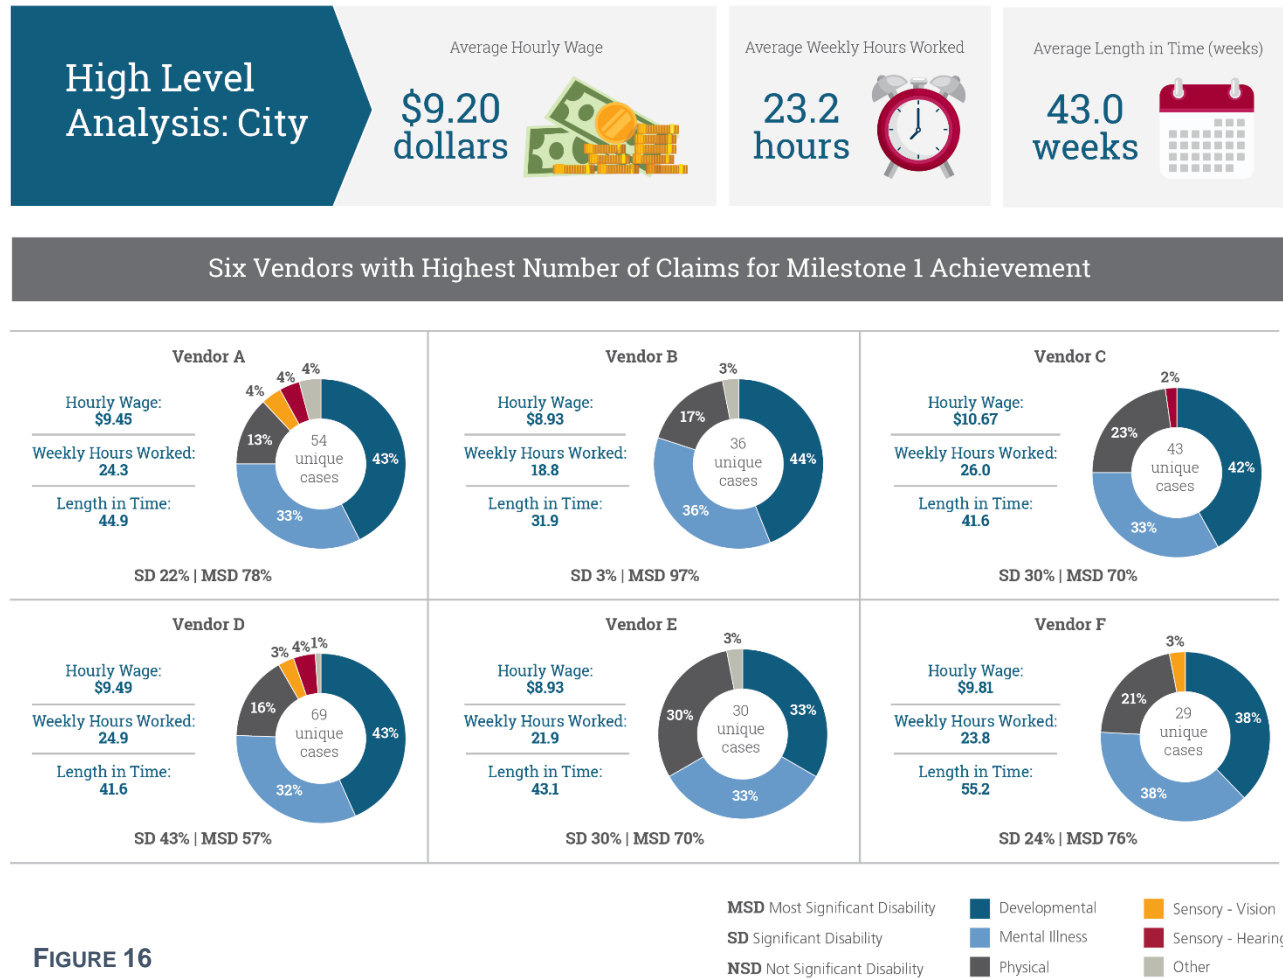 High Level
Analysis: City
Average Hourly Wage
$9.20
dollars
Average Weekly Hours Worked
23.2
hours
Average Length in Time (weeks)
43.0
weeks
Six Vendors with Highest Number of Claims for Milestone 1 Achievement
Vendor A
Hourly Wage:
$9.45
Weekly Hours Worked:
24.3
Length in Time:
44.9
4%
4%
4%
13%
43%
33%
54
unique
cases
SD 22% | MSD 78%
Vendor B
Hourly Wage:
$8.93
Weekly Hours Worked:
18.8
Length in Time:
31.9
3%
17%
44%
36%
36
unique
cases
SD 3% | MSD 97%
Vendor C
Hourly Wage:
$10.67
Weekly Hours Worked:
26.0
Length in Time:
41.6
2%
23%
42%
33%
43
unique
cases
SD 30% | MSD 70%
Vendor D
Hourly Wage:
$9.49
Weekly Hours Worked:
24.9
Length in Time:
41.6
3%
4%
1%
16%
43%
32%
69
unique
cases
SD 43% | MSD 57%
Vendor E
Hourly Wage:
$8.93
Weekly Hours Worked:
21.9
Length in Time:
43.1
3%
30%
33%
33%
30
unique
cases
SD 30% | MSD 70%
Vendor F
Hourly Wage:
$9.81
Weekly Hours Worked:
23.8
Length in Time:
55.2
3%
21%
38%
38%
29
unique
cases
SD 24% | MSD 76%
MSD Most Significant Disability
SD Significant Disability
NSD Not Significant Disability
Developmental
Mental Illness
Physical
Sensory - Vision
Sensory - Hearing
Other
FIGURE 16